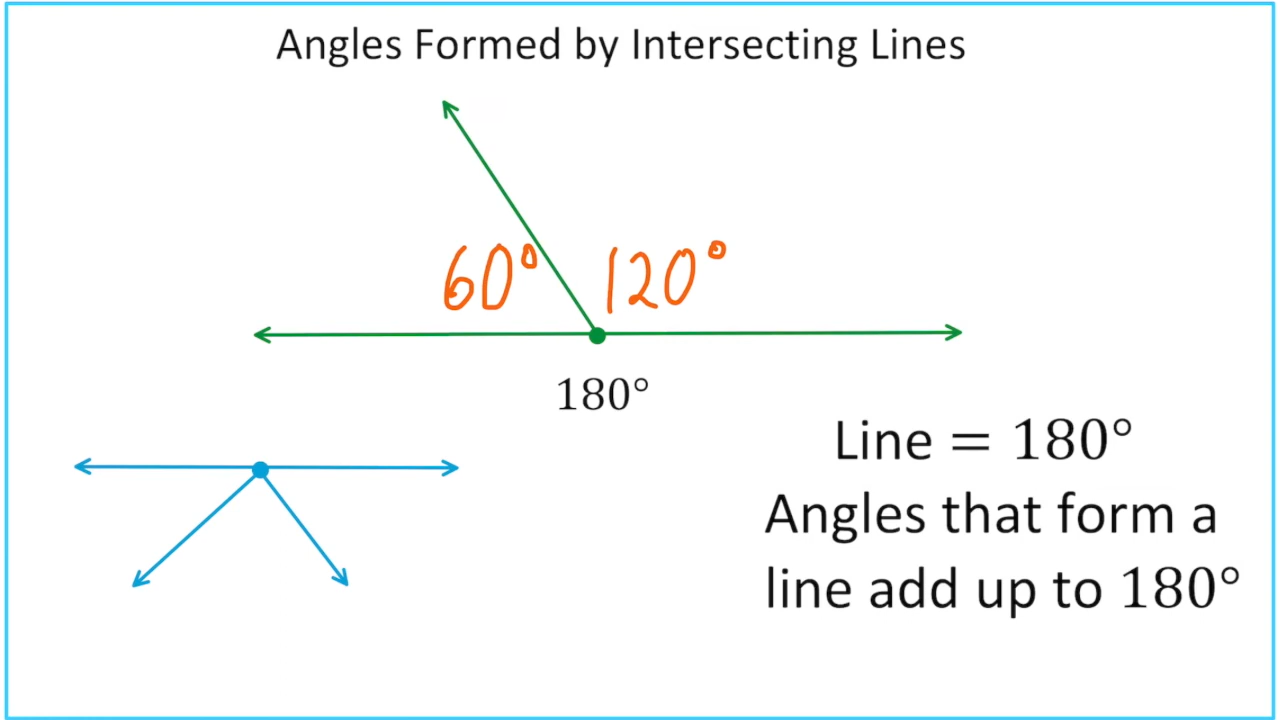 Angles Formed by Intersecting Lines
60° 120°
180°
Line = 180°
Angles that form a
line add up to 180°